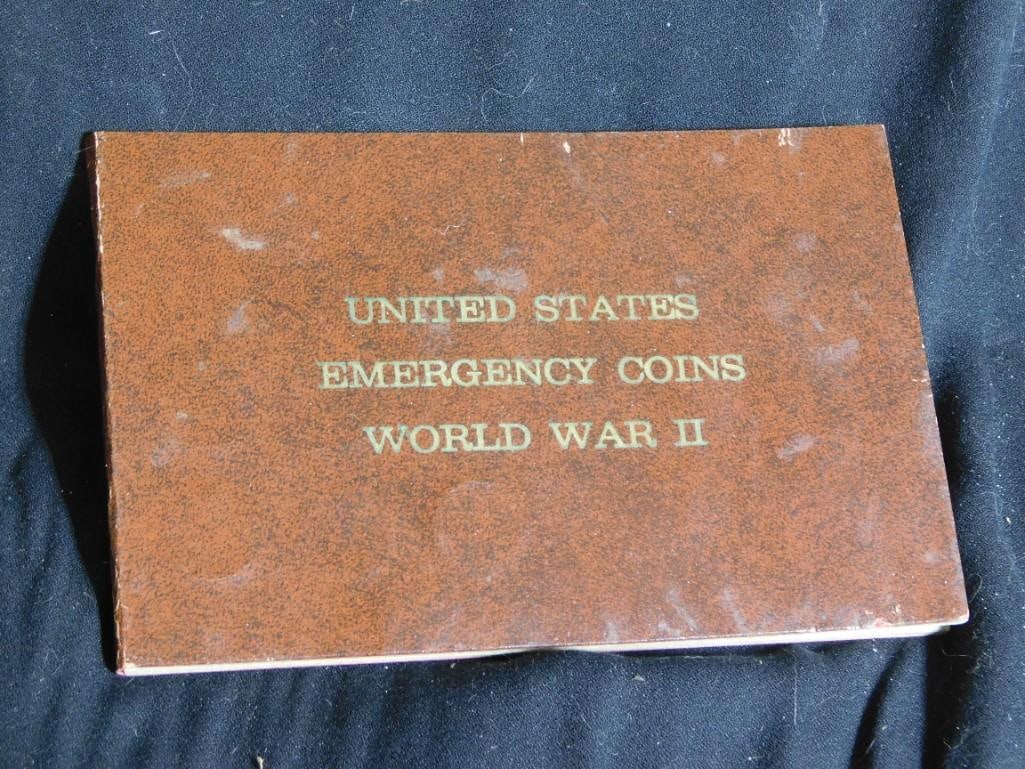 UNITED STATES
EMERGENCY COINS
WORLD WAR II